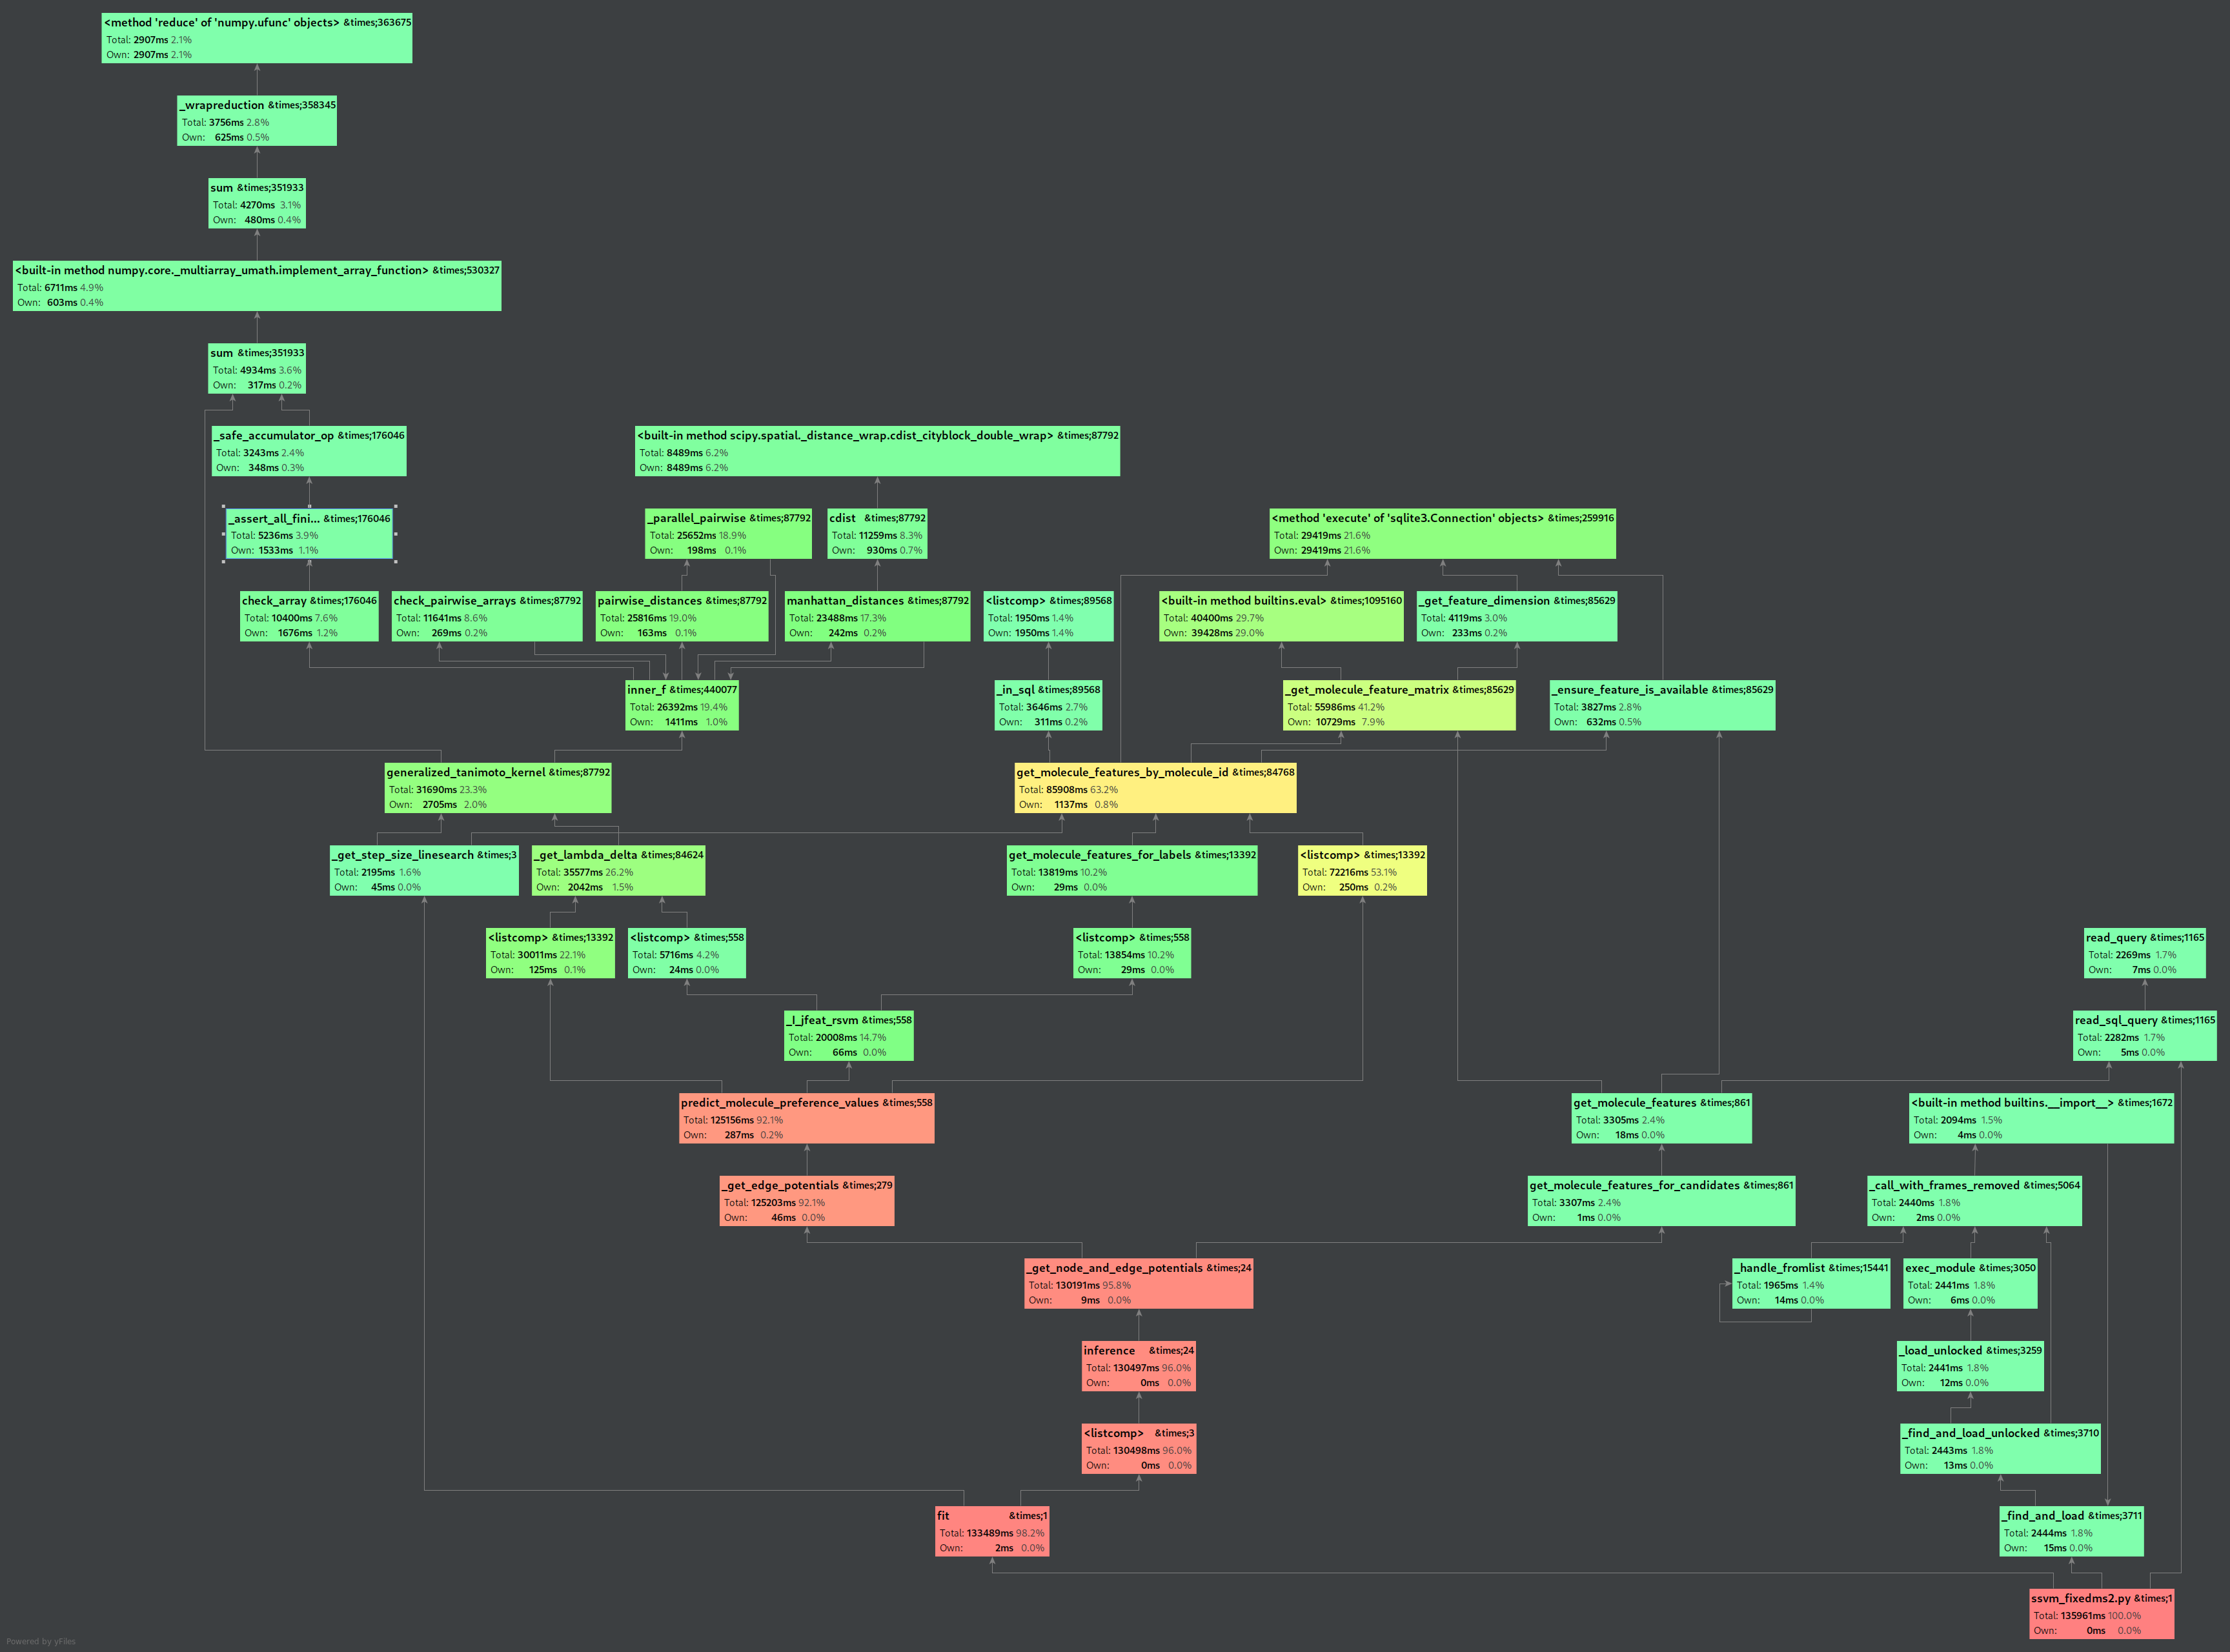 <method 'reduce' of 'numpy.ufunc' objects> &times;363675
Total: 2907ms 2.1%
Own: 2907ms 2.1%
_wrapreduction &times;358345
Total: 3756ms 2.8%
Own: 625ms 0.5%
sum &times;351933
Total: 4270ms 3.1%
Own: 480ms 0.4%
<built-in method numpy.core._multiarray_umath.implement_array_function> &times;530327
Total: 6711ms 4.9%
Own: 603ms 0.4%
sum &times;351933
Total: 4934ms 3.6%
Own: 317ms 0.2%
_safe_accumulator_op &times;176046
Total: 3243ms 2.4%
Own: 348ms 0.3%
<built-in method scipy.spatial._distance_wrap.cdist_cityblock_double_wrap> &times;87792
Total: 8489ms 6.2%
Own: 8489ms 6.2%
_assert_all_fini... &times;176046
Total: 5236ms 3.9%
Own: 1533ms 1.1%
_parallel_pairwise &times;87792
Total: 25652ms 18.9%
Own: 198ms 0.1%
cdist &times;87792
Total: 11259ms 8.3%
Own: 930ms 0.7%
<method 'execute' of 'sqlite3.Connection' objects> &times;259916
Total: 29419ms 21.6%
Own: 29419ms 21.6%
check_array &times;176046
Total: 10400ms 7.6%
Own: 1676ms 1.2%
check_pairwise_arrays &times;87792
Total: 11641ms 8.6%
Own: 269ms 0.2%
pairwise_distances &times;87792
Total: 25816ms 19.0%
Own: 163ms 0.1%
manhattan_distances &times;87792
Total: 23488ms 17.3%
Own: 242ms 0.2%
<listcomp> &times;89568
Total: 1950ms 1.4%
Own: 1950ms 1.4%
<built-in method builtins.eval> &times;1095160
Total: 40400ms 29.7%
Own: 39428ms 29.0%
_get_feature_dimension &times;85629
Total: 4119ms 3.0%
Own: 233ms 0.2%
inner_f &times;440077
Total: 26392ms 19.4%
Own: 1411ms 1.0%
_in_sql &times;89568
Total: 3646ms 2.7%
Own: 311ms 0.2%
_get_molecule_feature_matrix &times;85629
Total: 55986ms 41.2%
Own: 10729ms 7.9%
_ensure_feature_is_available &times;85629
Total: 3827ms 2.8%
Own: 632ms 0.5%
generalized_tanimoto_kernel &times;87792
Total: 31690ms 23.3%
Own: 2705ms 2.0%
get_molecule_features_by_molecule_id &times;84768
Total: 85908ms 63.2%
Own: 1137ms 0.8%
_get_step_size_linesearch &times;3
Total: 2195ms 1.6%
Own: 45ms 0.0%
_get_lambda_delta &times;84624
Total: 35577ms 26.2%
Own: 2042ms 1.5%
get_molecule_features_for_labels &times;13392
Total: 13819ms 10.2%
Own: 29ms 0.0%
<listcomp> &times;13392
Total: 72216ms 53.1%
Own: 250ms 0.2%
<listcomp> &times;13392
Total: 30011ms 22.1%
Own: 125ms 0.1%
<listcomp> &times;558
Total: 5716ms 4.2%
Own: 24ms 0.0%
<listcomp> &times;558
Total: 13854ms 10.2%
Own: 29ms 0.0%
read_query &times;1165
Total: 2269ms 1.7%
Own: 7ms 0.0%
_I_jfeat_rsvm &times;558
Total: 20008ms 14.7%
Own: 66ms 0.0%
read_sql_query &times;1165
Total: 2282ms 1.7%
Own: 5ms 0.0%
predict_molecule_preference_values &times;558
Total: 125156ms 92.1%
Own: 287ms 0.2%
get_molecule_features &times;861
Total: 3305ms 2.4%
Own: 18ms 0.0%
<built-in method builtins.__import__> &times;1672
Total: 2094ms 1.5%
Own: 4ms 0.0%
_get_edge_potentials &times;279
Total: 125203ms 92.1%
Own: 46ms 0.0%
get_molecule_features_for_candidates &times;861
Total: 3307ms 2.4%
Own: 1ms 0.0%
_call_with_frames_removed &times;5064
Total: 2440ms 1.8%
Own: 2ms 0.0%
_get_node_and_edge_potentials &times;24
Total: 130191ms 95.8%
Own: 9ms 0.0%
_handle_fromlist &times;15441
Total: 1965ms 1.4%
Own: 14ms 0.0%
exec_module &times;3050
Total: 2441ms 1.8%
Own: 6ms 0.0%
inference &times;24
Total: 130497ms 96.0%
Own: 0ms 0.0%
_load_unlocked &times;3259
Total: 2441ms 1.8%
Own: 12ms 0.0%
<listcomp> &times;3
Total: 130498ms 96.0%
Own: 0ms 0.0%
_find_and_load_unlocked &times;3710
Total: 2443ms 1.8%
Own: 13ms 0.0%
fit &times;1
Total: 133489ms 98.2%
Own: 2ms 0.0%
_find_and_load &times;3711
Total: 2444ms 1.8%
Own: 15ms 0.0%
ssvm_fixedms2.py &times;1
Total: 135961ms 100.0%
Own: 0ms 0.0%
Powered by yFiles